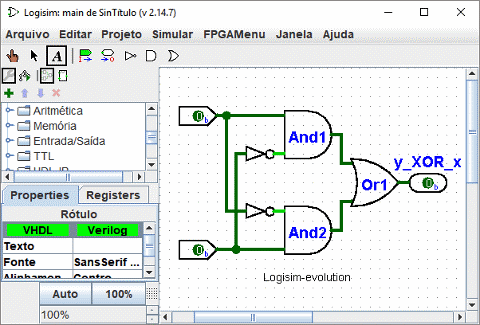 Logisim: main de SinTítulo (v 2.14.7)
Arquivo Editar Projeto Simular FPGAMenu Janela Ajuda
A
Aritmética
Memória
Entrada/Saída
TTL
Properties Registers
Rótulo
VHDL Verilog
Texto
Fonte SansSerif ...
Alinhamen Centro
Auto 100%
100%
0 b
And1
y_XOR_x
Or1
0 b
And2
0 b
Logisim-evolution